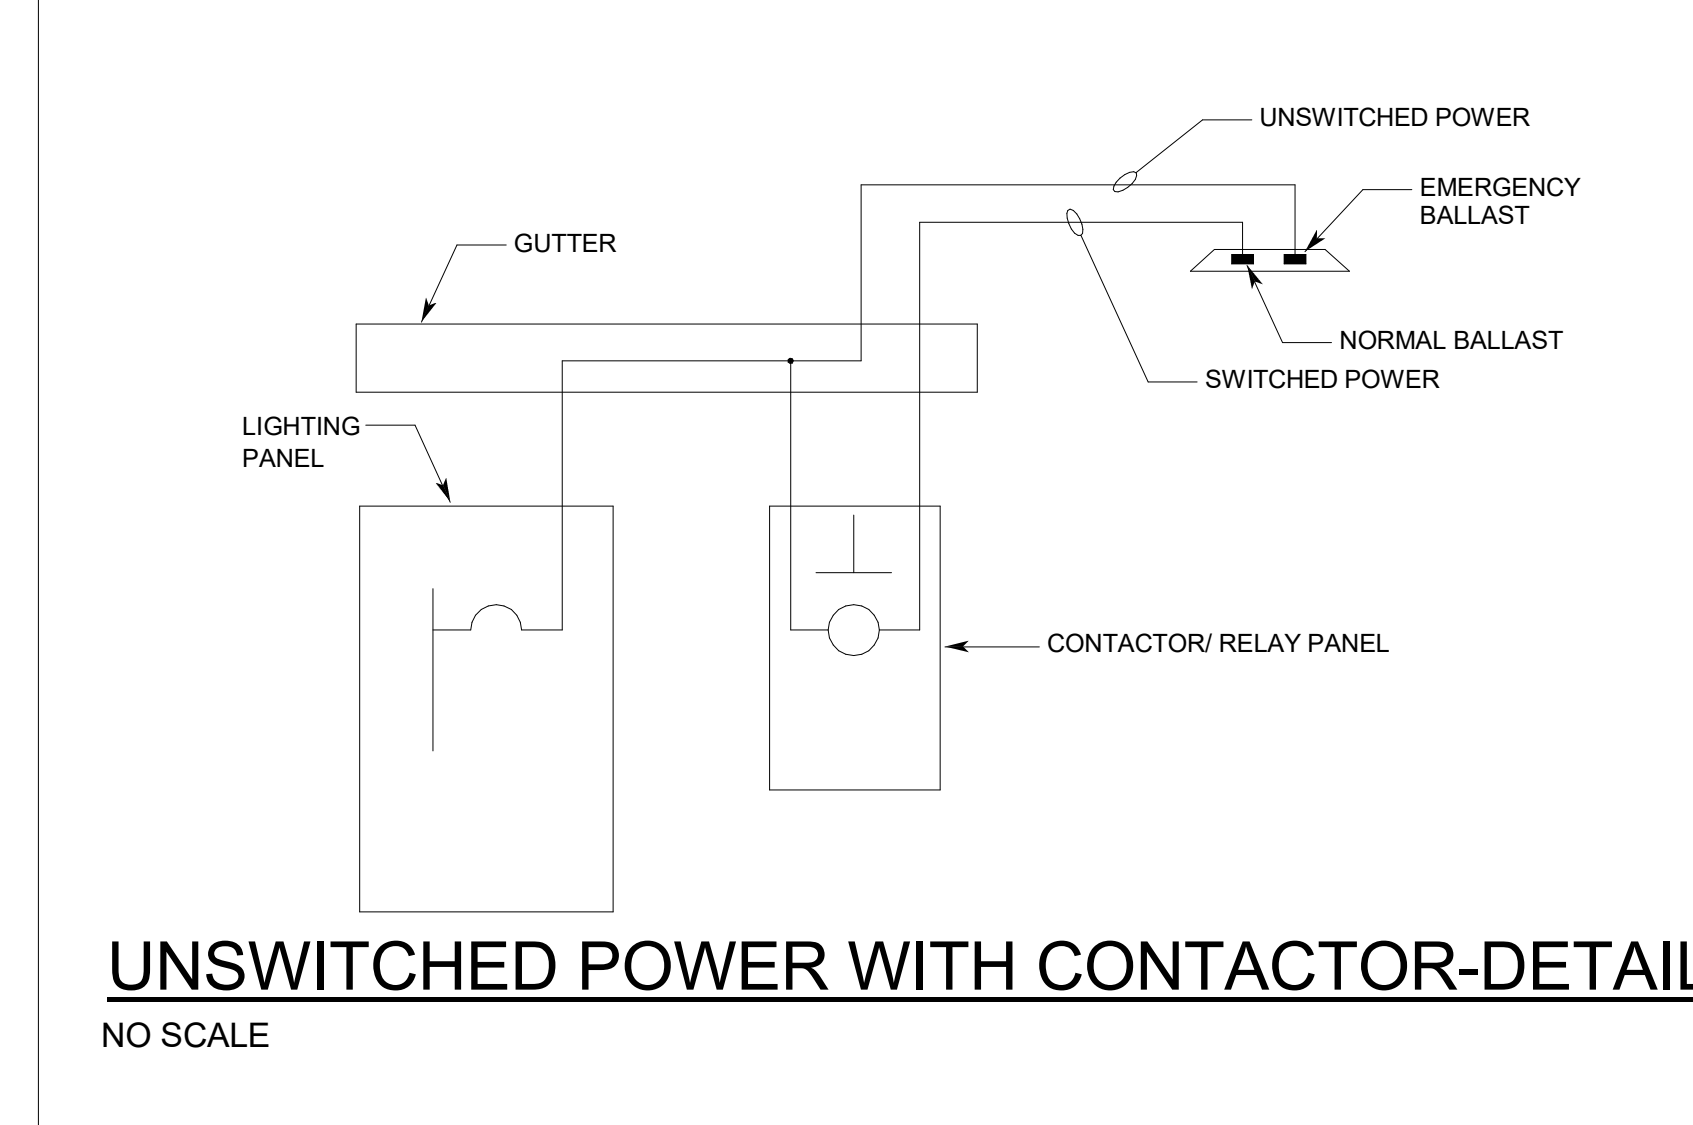 UNSWITCHED POWER
EMERGENCY
BALLAST
GUTTER
NORMAL BALLAST
SWITCHED POWER
LIGHTING
PANEL
CONTACTOR/ RELAY PANEL
UNSWITCHED POWER WITH CONTACTOR-DETAIL
NO SCALE